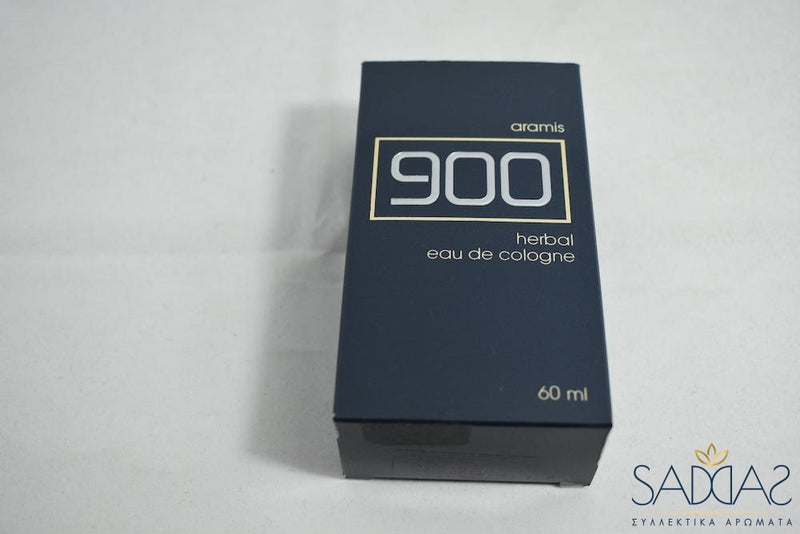 aramis
900
herbal
eau de cologne
60 ml
SADDAS
ΣΥΛΛΕΚΤΙΚΑ ΑΡΩΜΑΤΑ